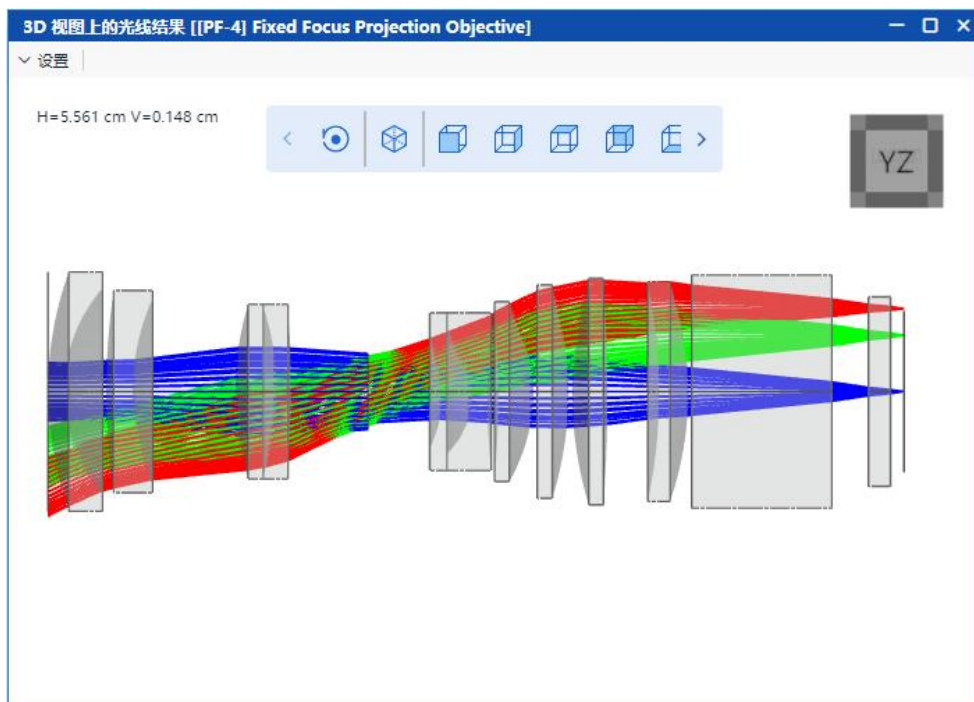 3D 视图上的光线结果 [[PF-4] Fixed Focus Projection Objective]
设置
H=5.561 cm V=0.148 cm
YZ